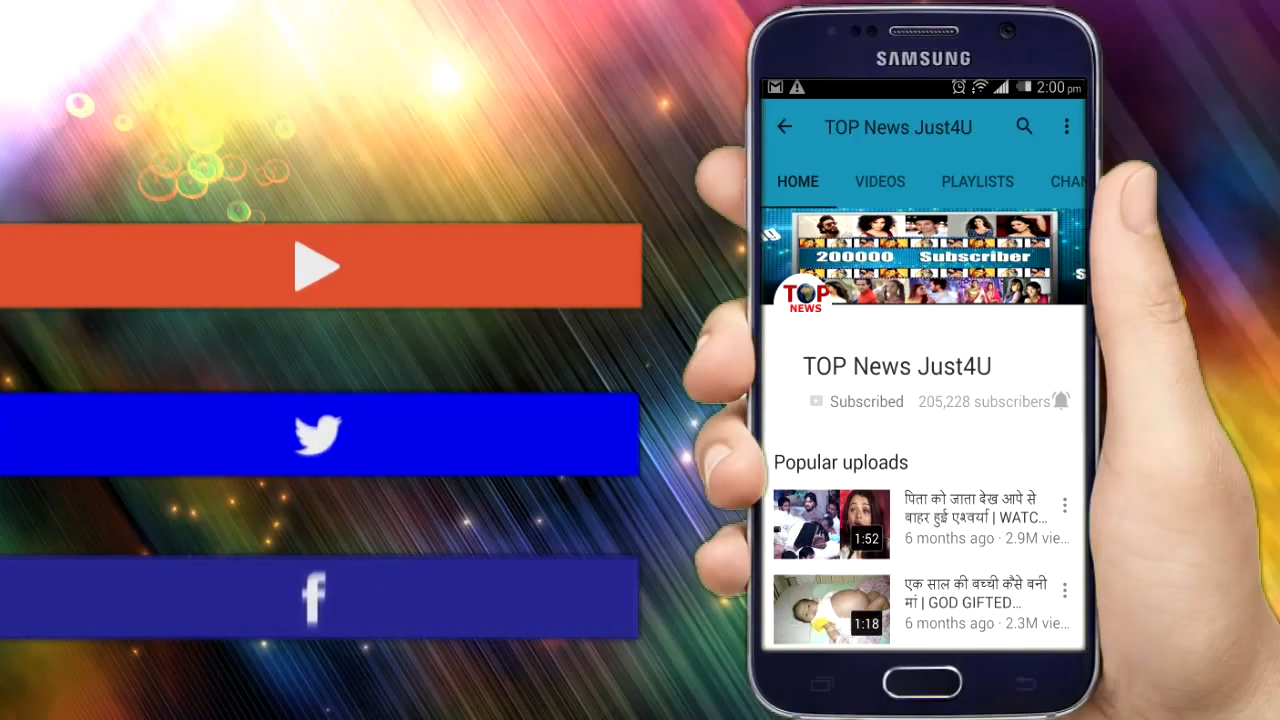 SAMSUNG
2:00 pm
TOP News Just4U
HOME VIDEOS PLAYLISTS CHAN
200000 Subscriber
TOP
NEWS
TOP News Just4U
Subscribed 205,228 subscribers
Popular uploads
पिता को जाता देख आपे से
बाहर हुई एश्वर्या | WATC...
1:52
6 months ago · 2.9M vie...
एक साल की बच्ची कैसे बनी
मां | GOD GIFTED...
1:18
6 months ago · 2.3M vie...